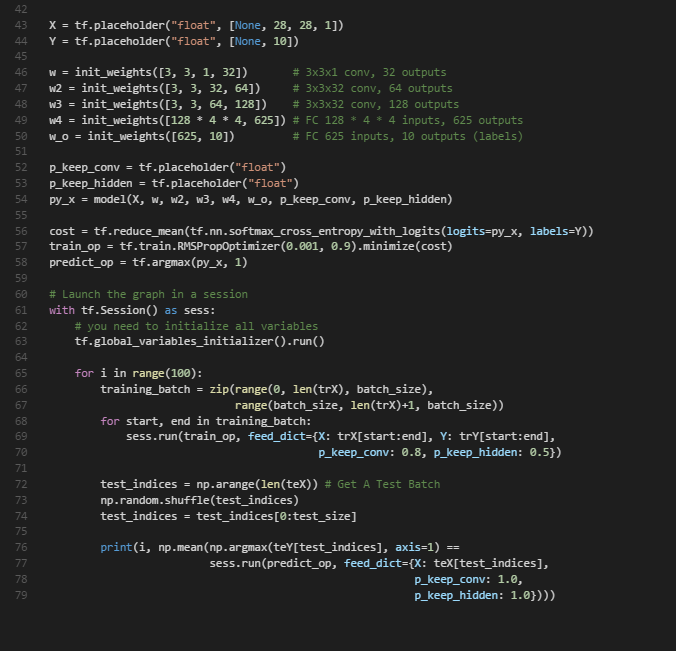 42
43 X = tf.placeholder("float", [None, 28, 28, 1])
44 Y = tf.placeholder("float", [None, 10])
45
46 w = init_weights([3, 3, 1, 32])       # 3x3x1 conv, 32 outputs
47 w2 = init_weights([3, 3, 32, 64])     # 3x3x32 conv, 64 outputs
48 w3 = init_weights([3, 3, 64, 128])    # 3x3x32 conv, 128 outputs
49 w4 = init_weights([128 * 4 * 4, 625]) # FC 128 * 4 * 4 inputs, 625 outputs
50 w_o = init_weights([625, 10])         # FC 625 inputs, 10 outputs (labels)
51
52 p_keep_conv = tf.placeholder("float")
53 p_keep_hidden = tf.placeholder("float")
54 py_x = model(X, w, w2, w3, w4, w_o, p_keep_conv, p_keep_hidden)
55
56 cost = tf.reduce_mean(tf.nn.softmax_cross_entropy_with_logits(logits=py_x, labels=Y))
57 train_op = tf.train.RMSPropOptimizer(0.001, 0.9).minimize(cost)
58 predict_op = tf.argmax(py_x, 1)
59
60 # Launch the graph in a session
61 with tf.Session() as sess:
62     # you need to initialize all variables
63     tf.global_variables_initializer().run()
64
65     for i in range(100):
66         training_batch = zip(range(0, len(trX), batch_size),
67                              range(batch_size, len(trX)+1, batch_size))
68         for start, end in training_batch:
69             sess.run(train_op, feed_dict={X: trX[start:end], Y: trY[start:end],
70                                           p_keep_conv: 0.8, p_keep_hidden: 0.5})
71
72         test_indices = np.arange(len(teX)) # Get A Test Batch
73         np.random.shuffle(test_indices)
74         test_indices = test_indices[0:test_size]
75
76         print(i, np.mean(np.argmax(teY[test_indices], axis=1) ==
77                          sess.run(predict_op, feed_dict={X: teX[test_indices],
78                                                          p_keep_conv: 1.0,
79                                                          p_keep_hidden: 1.0})))